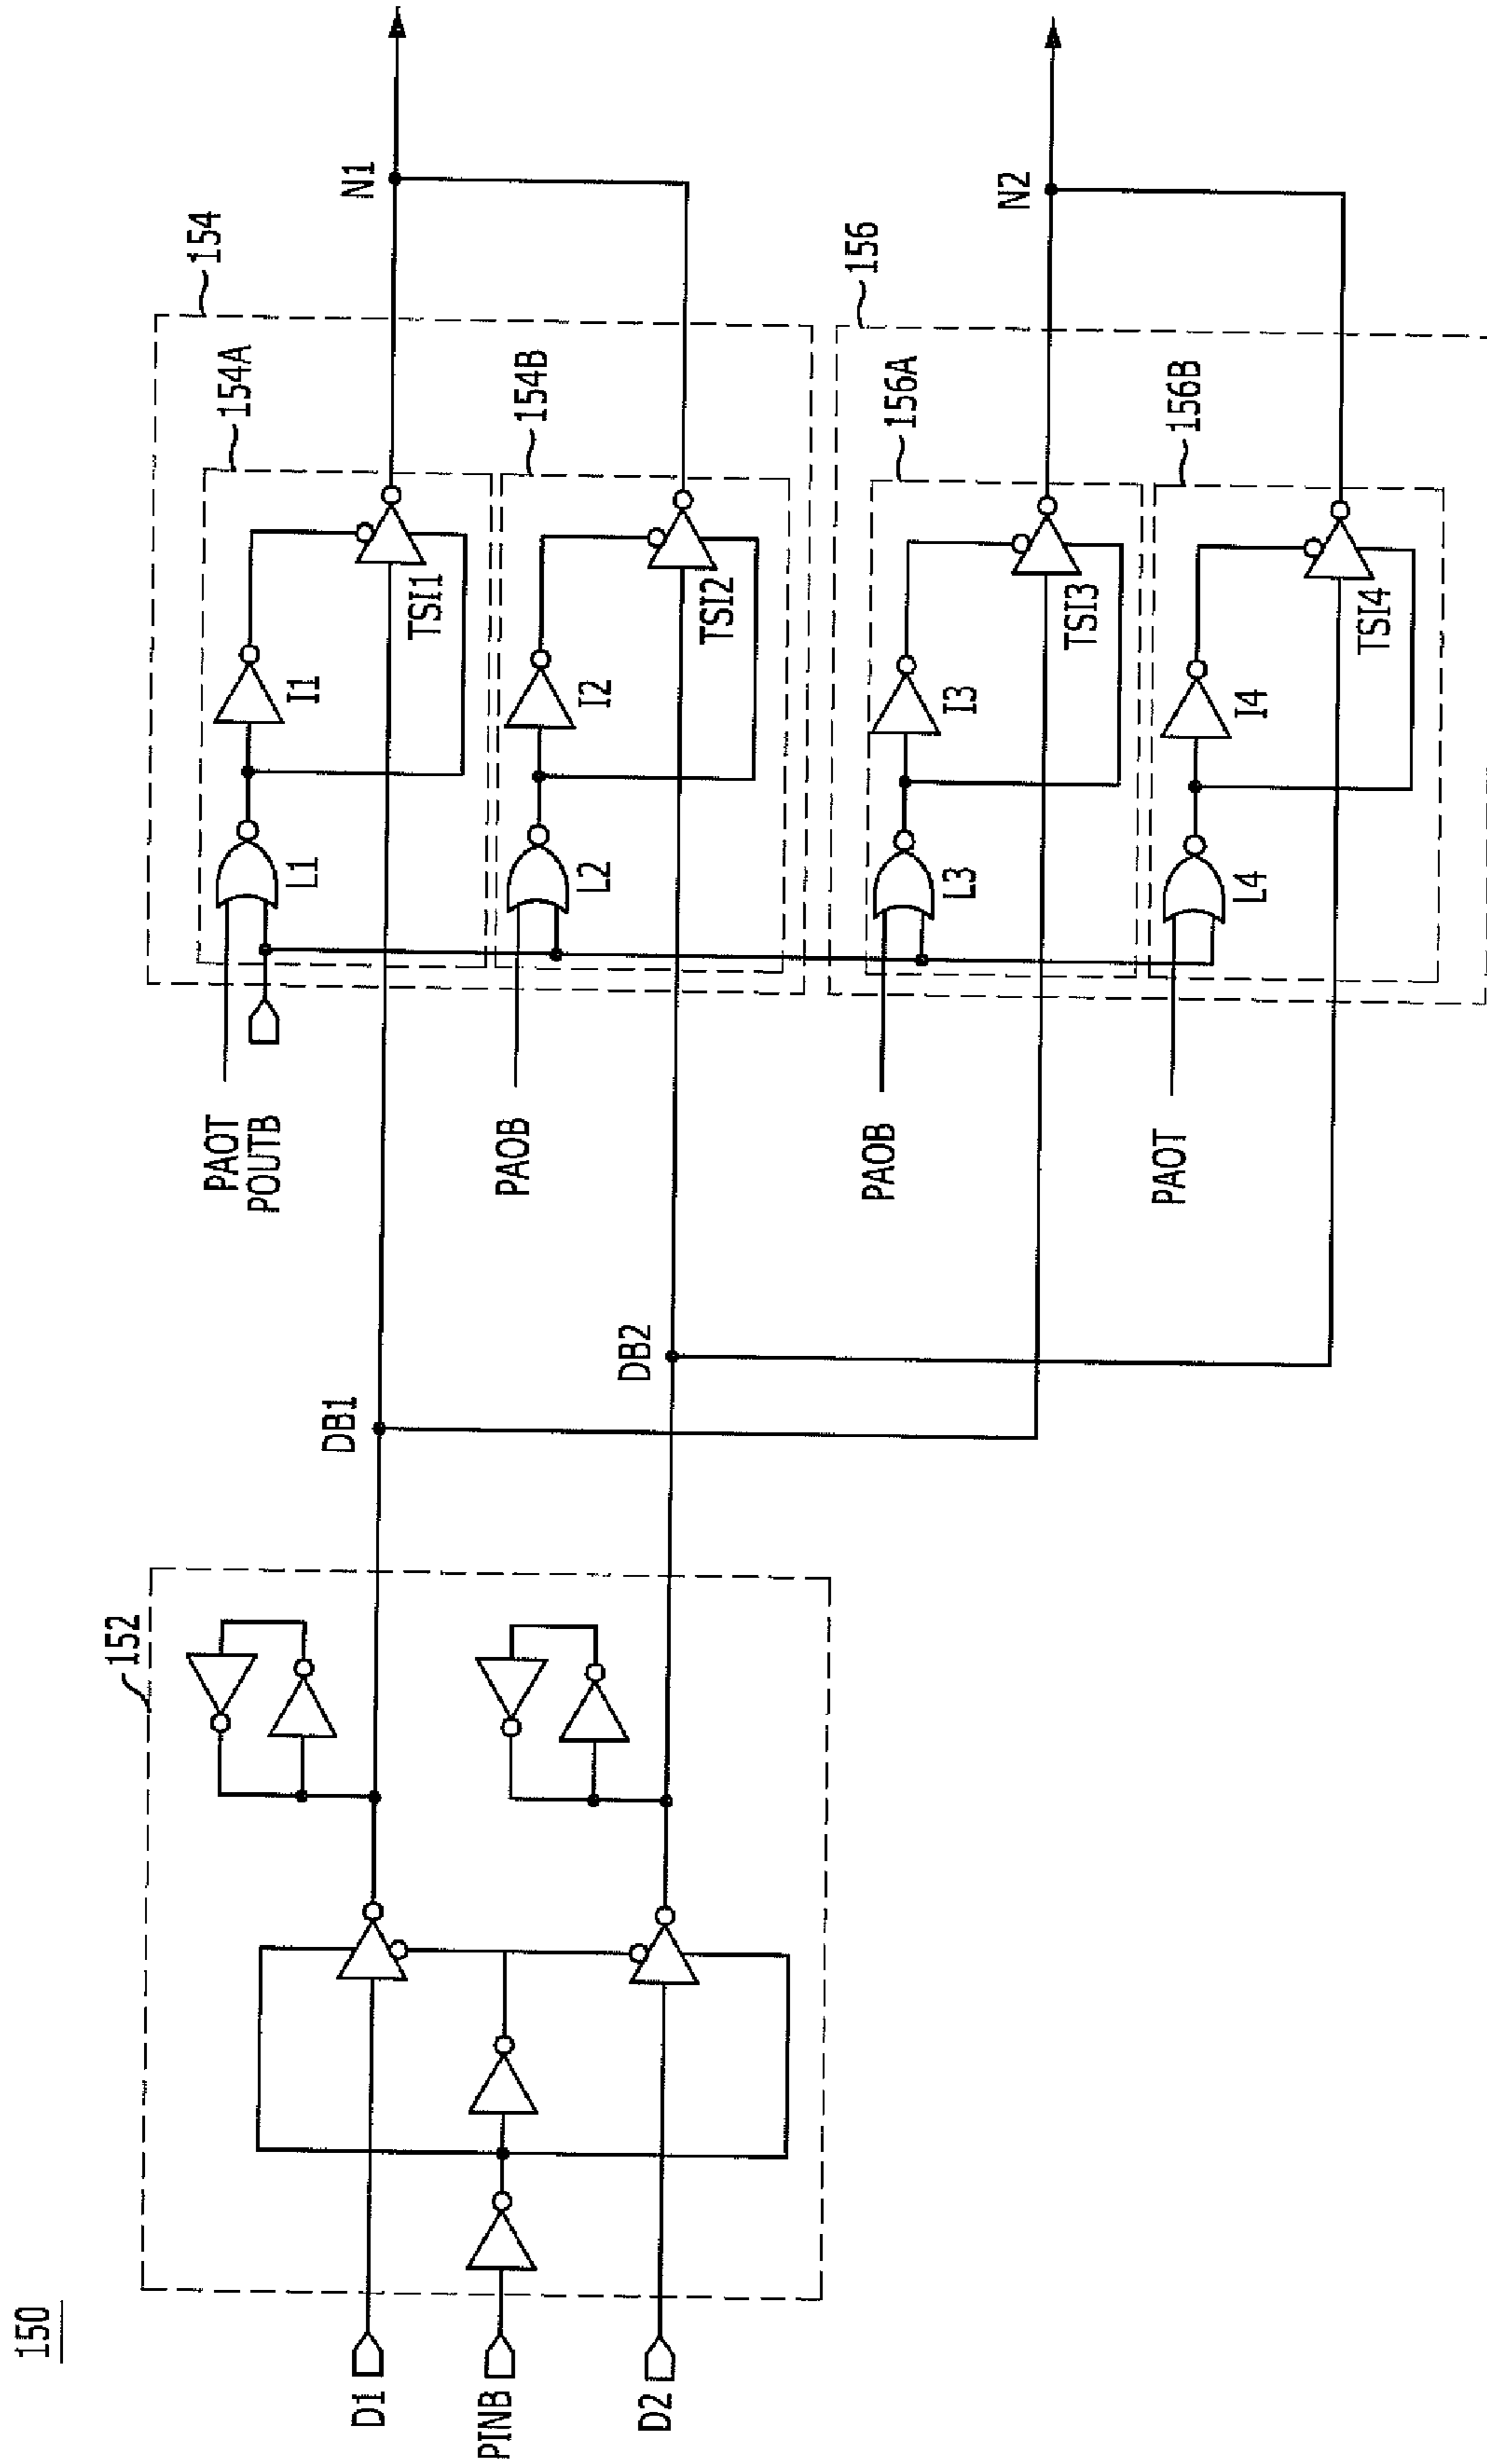 150
152
D1
PINB
D2
DB1
DB2
154
154A
PAOT
POUTB
L1
I1
TSI1
N1
154B
PAOB
L2
I2
TSI2
156
156A
PAOB
L3
I3
TSI3
N2
156B
PAOT
L4
I4
TSI4